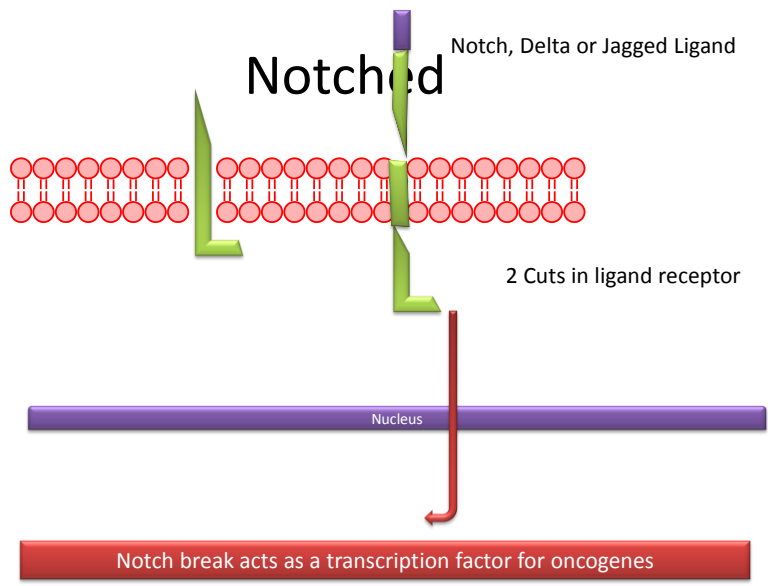 Notch, Delta or Jagged Ligand
Notched
2 Cuts in ligand receptor
Nucleus
Notch break acts as a transcription factor for oncogenes